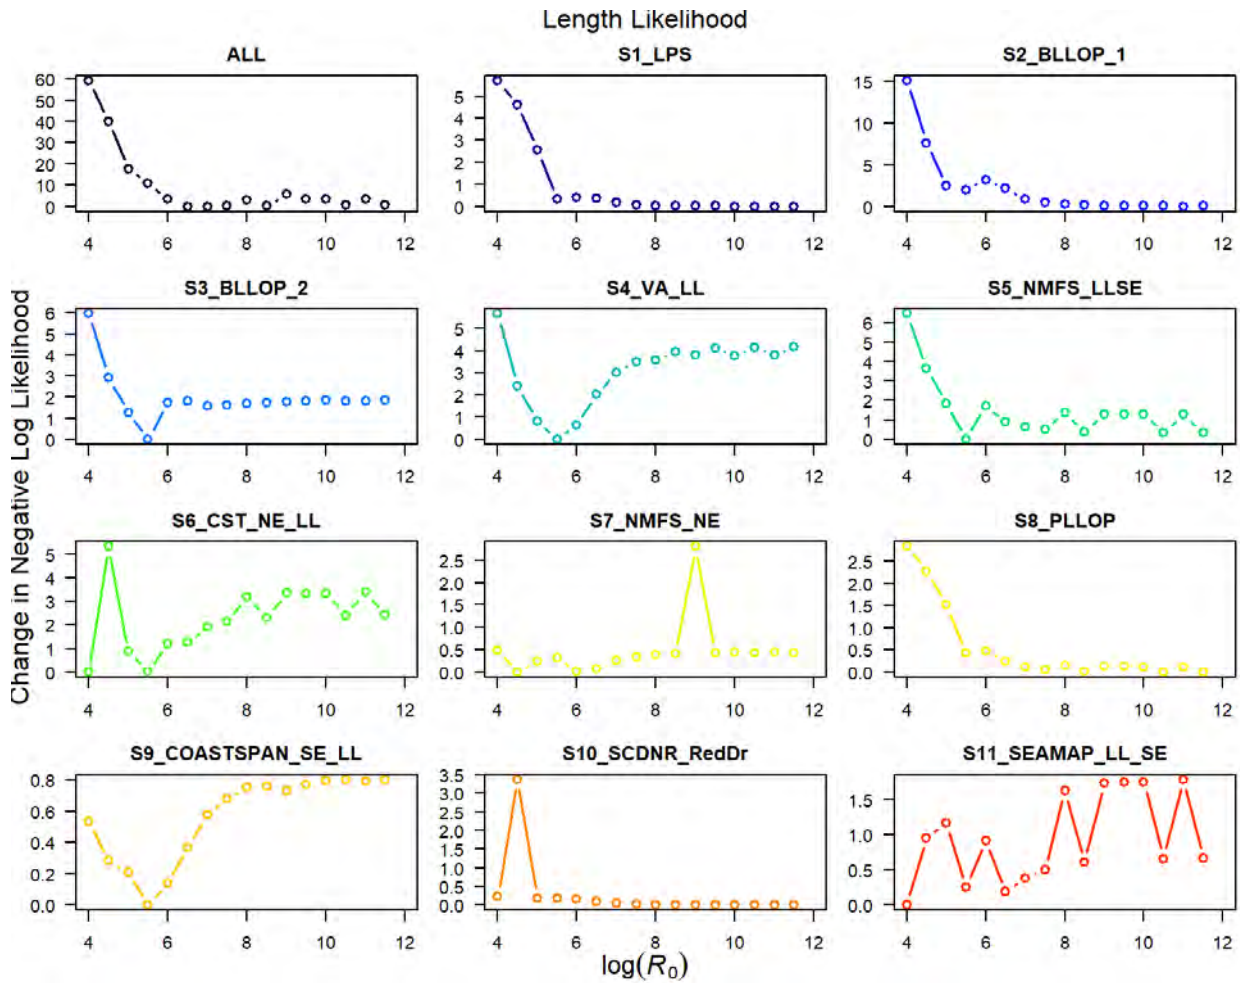 Length Likelihood
ALL
S1_LPS
S2_BLLOP_1
60
50
40
30
20
10
0
4 6 8 10 12
5
4
3
2
1
0
4 6 8 10 12
15
10
5
0
4 6 8 10 12
Change in Negative Log Likelihood
S3_BLLOP_2
S4_VA_LL
S5_NMFS_LLSE
6
5
4
3
2
1
0
4 6 8 10 12
5
4
3
2
1
0
4 6 8 10 12
6
5
4
3
2
1
0
4 6 8 10 12
S6_CST_NE_LL
S7_NMFS_NE
S8_PLLOP
5
4
3
2
1
0
4 6 8 10 12
2.5
2.0
1.5
1.0
0.5
0.0
4 6 8 10 12
2.5
2.0
1.5
1.0
0.5
0.0
4 6 8 10 12
S9_COASTSPAN_SE_LL
S10_SCDNR_RedDr
S11_SEAMAP_LL_SE
0.8
0.6
0.4
0.2
0.0
4 6 8 10 12
3.5
3.0
2.5
2.0
1.5
1.0
0.5
0.0
4 6 8 10 12
1.5
1.0
0.5
0.0
4 6 8 10 12
log(R₀)